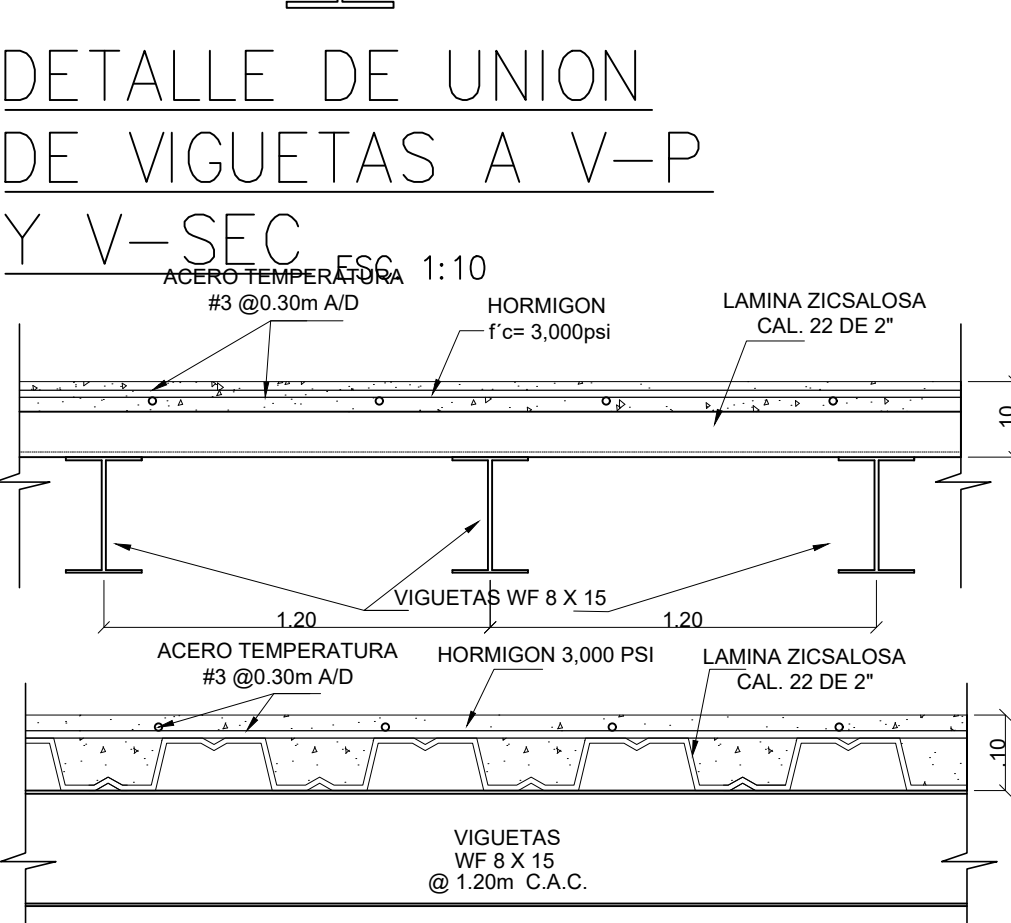 DETALLE DE UNION
DE VIGUETAS A V-P
Y V-SEC ESC. 1:10
ACERO TEMPERATURA
#3 @0.30m A/D
HORMIGON
f´c= 3,000psi
LAMINA ZICSALOSA
CAL. 22 DE 2"
10
VIGUETAS WF 8 X 15
1.20
1.20
ACERO TEMPERATURA
#3 @0.30m A/D
HORMIGON 3,000 PSI
LAMINA ZICSALOSA
CAL. 22 DE 2"
.10
VIGUETAS
WF 8 X 15
@ 1.20m C.A.C.